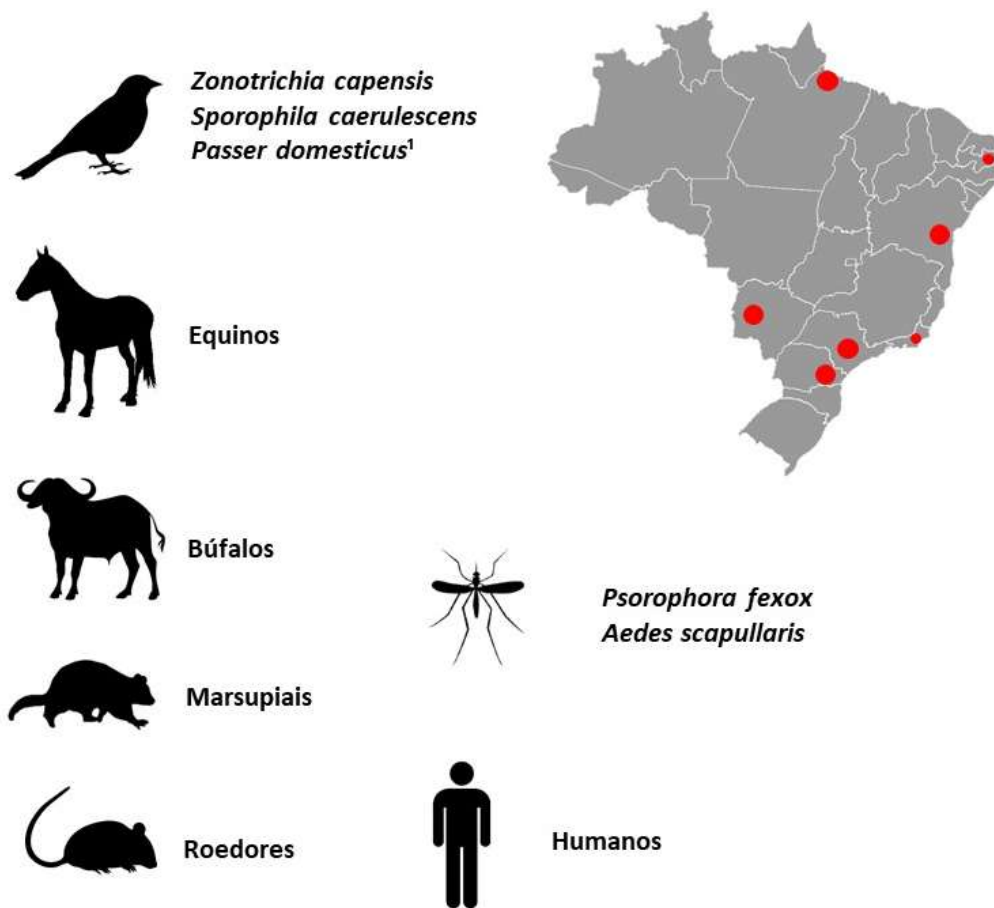 Zonotrichia capensis
Sporophila caerulescens
Passer domesticus¹
Equinos
Búfalos
Psorophora fexox
Aedes scapullaris
Marsupiais
Roedores
Humanos